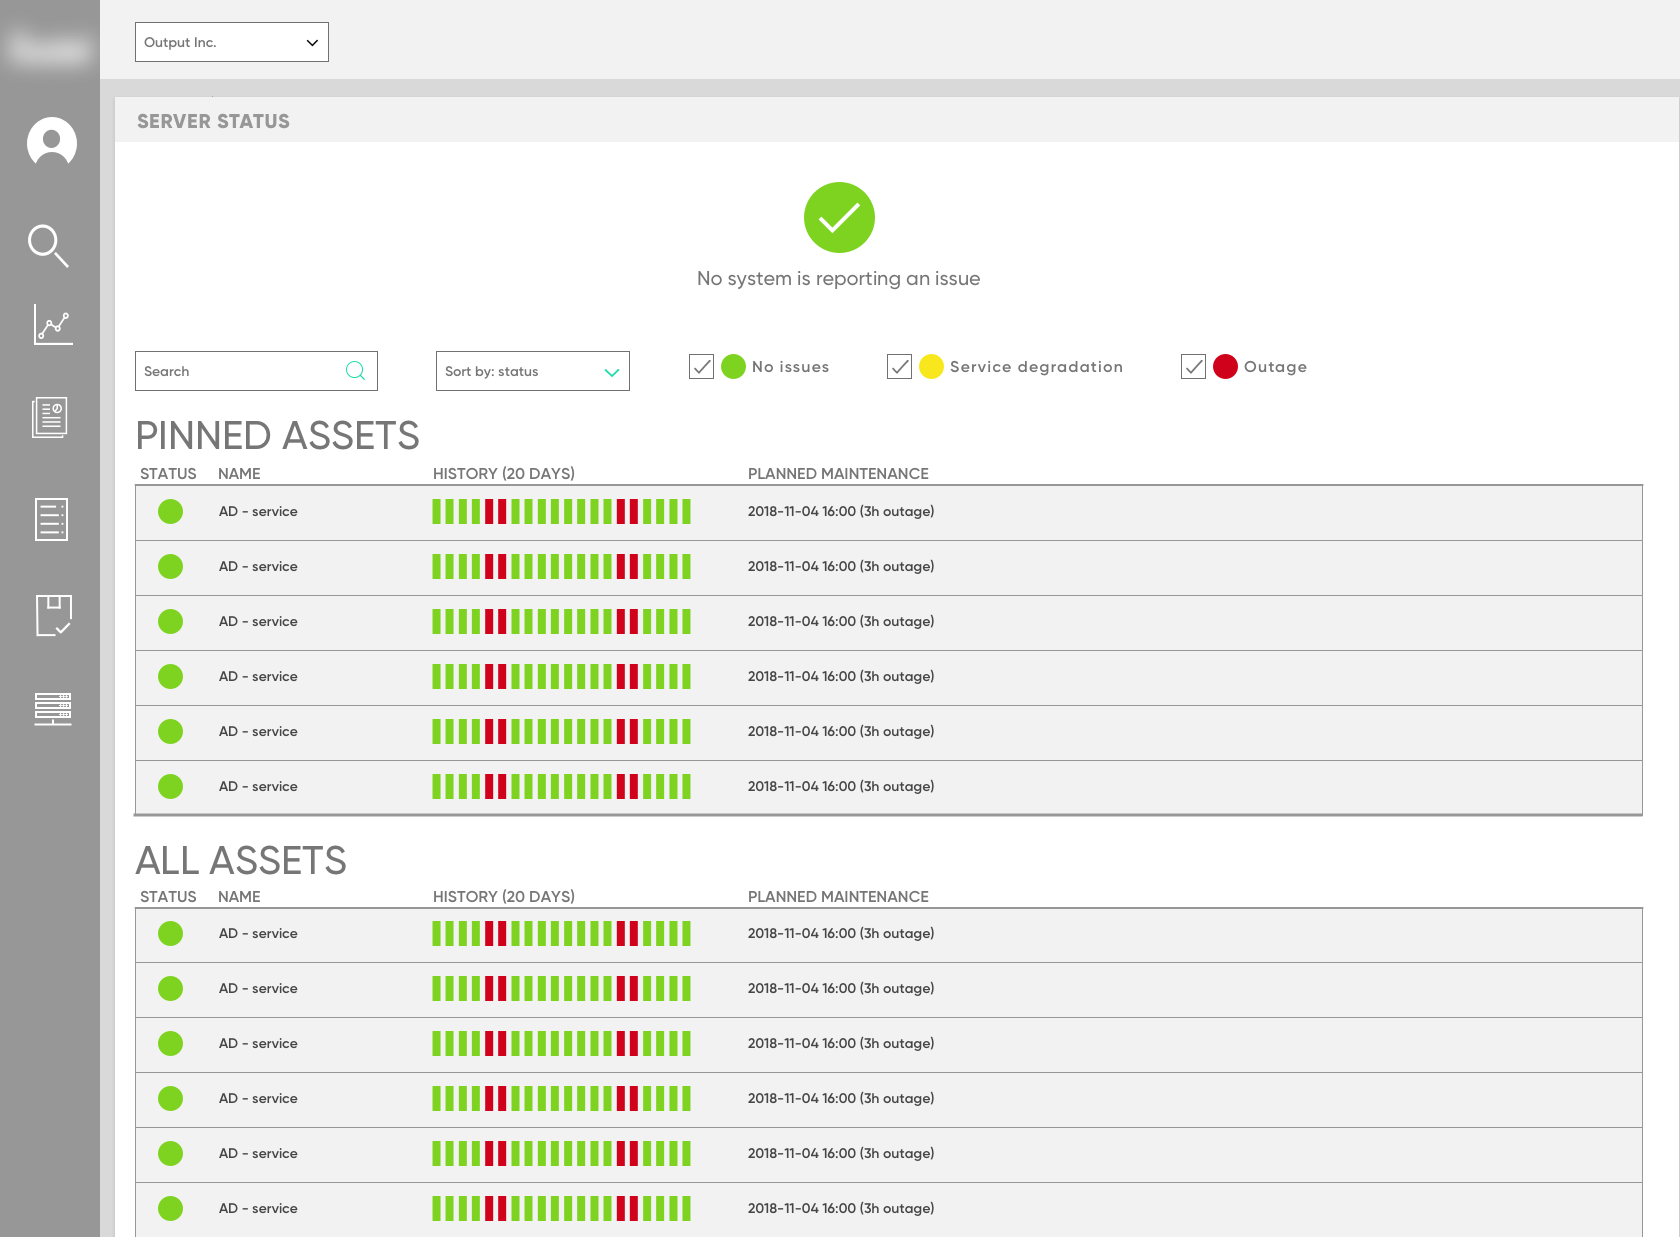 Output Inc.
SERVER STATUS
No system is reporting an issue
Search
Sort by: status
No issues
Service degradation
Outage
PINNED ASSETS
STATUS NAME HISTORY (20 DAYS) PLANNED MAINTENANCE
AD - service 2018-11-04 16:00 (3h outage)
AD - service 2018-11-04 16:00 (3h outage)
AD - service 2018-11-04 16:00 (3h outage)
AD - service 2018-11-04 16:00 (3h outage)
AD - service 2018-11-04 16:00 (3h outage)
AD - service 2018-11-04 16:00 (3h outage)
ALL ASSETS
STATUS NAME HISTORY (20 DAYS) PLANNED MAINTENANCE
AD - service 2018-11-04 16:00 (3h outage)
AD - service 2018-11-04 16:00 (3h outage)
AD - service 2018-11-04 16:00 (3h outage)
AD - service 2018-11-04 16:00 (3h outage)
AD - service 2018-11-04 16:00 (3h outage)
AD - service 2018-11-04 16:00 (3h outage)